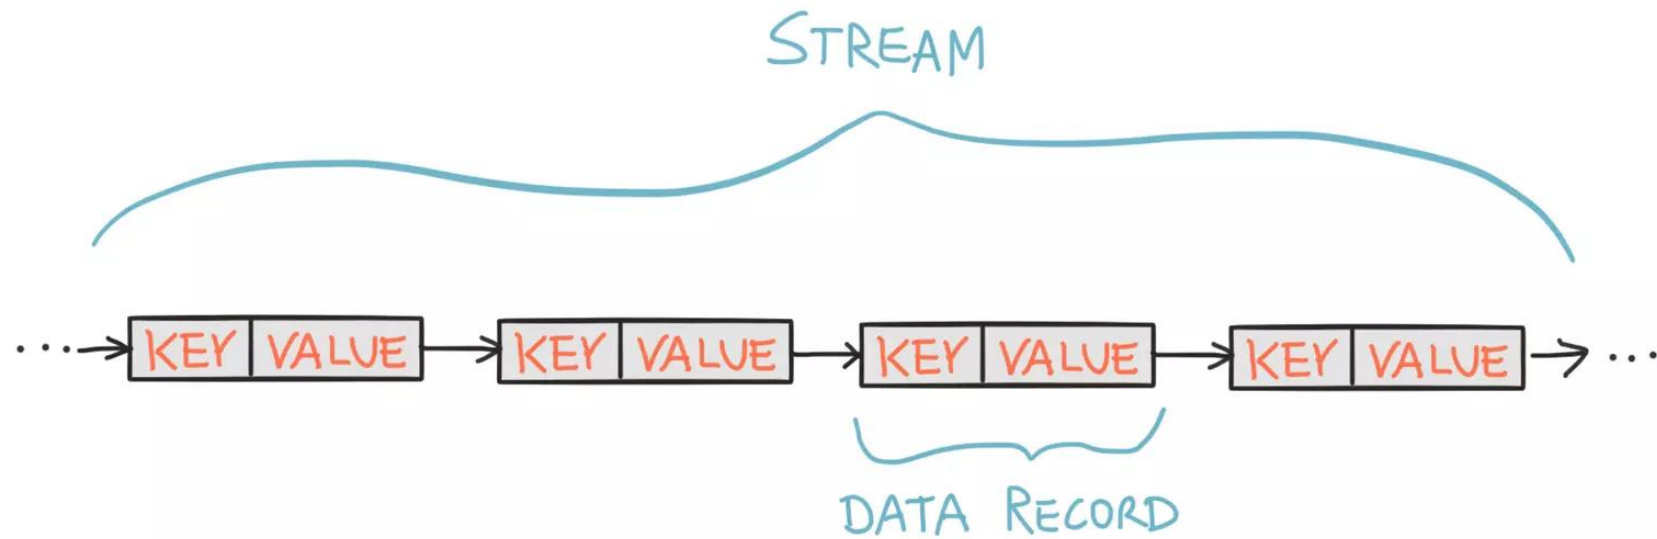 STREAM
... KEY VALUE KEY VALUE KEY VALUE KEY VALUE ...
DATA RECORD